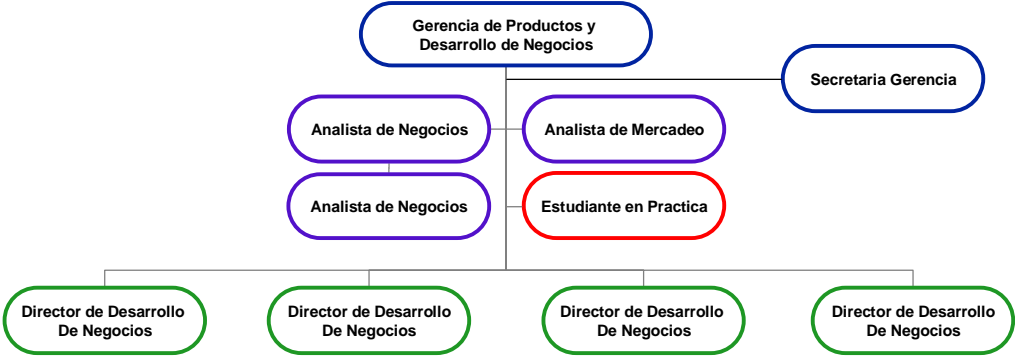 Gerencia de Productos y
Desarrollo de Negocios
Secretaria Gerencia
Analista de Negocios
Analista de Mercadeo
Analista de Negocios
Estudiante en Practica
Director de Desarrollo
De Negocios
Director de Desarrollo
De Negocios
Director de Desarrollo
De Negocios
Director de Desarrollo
De Negocios